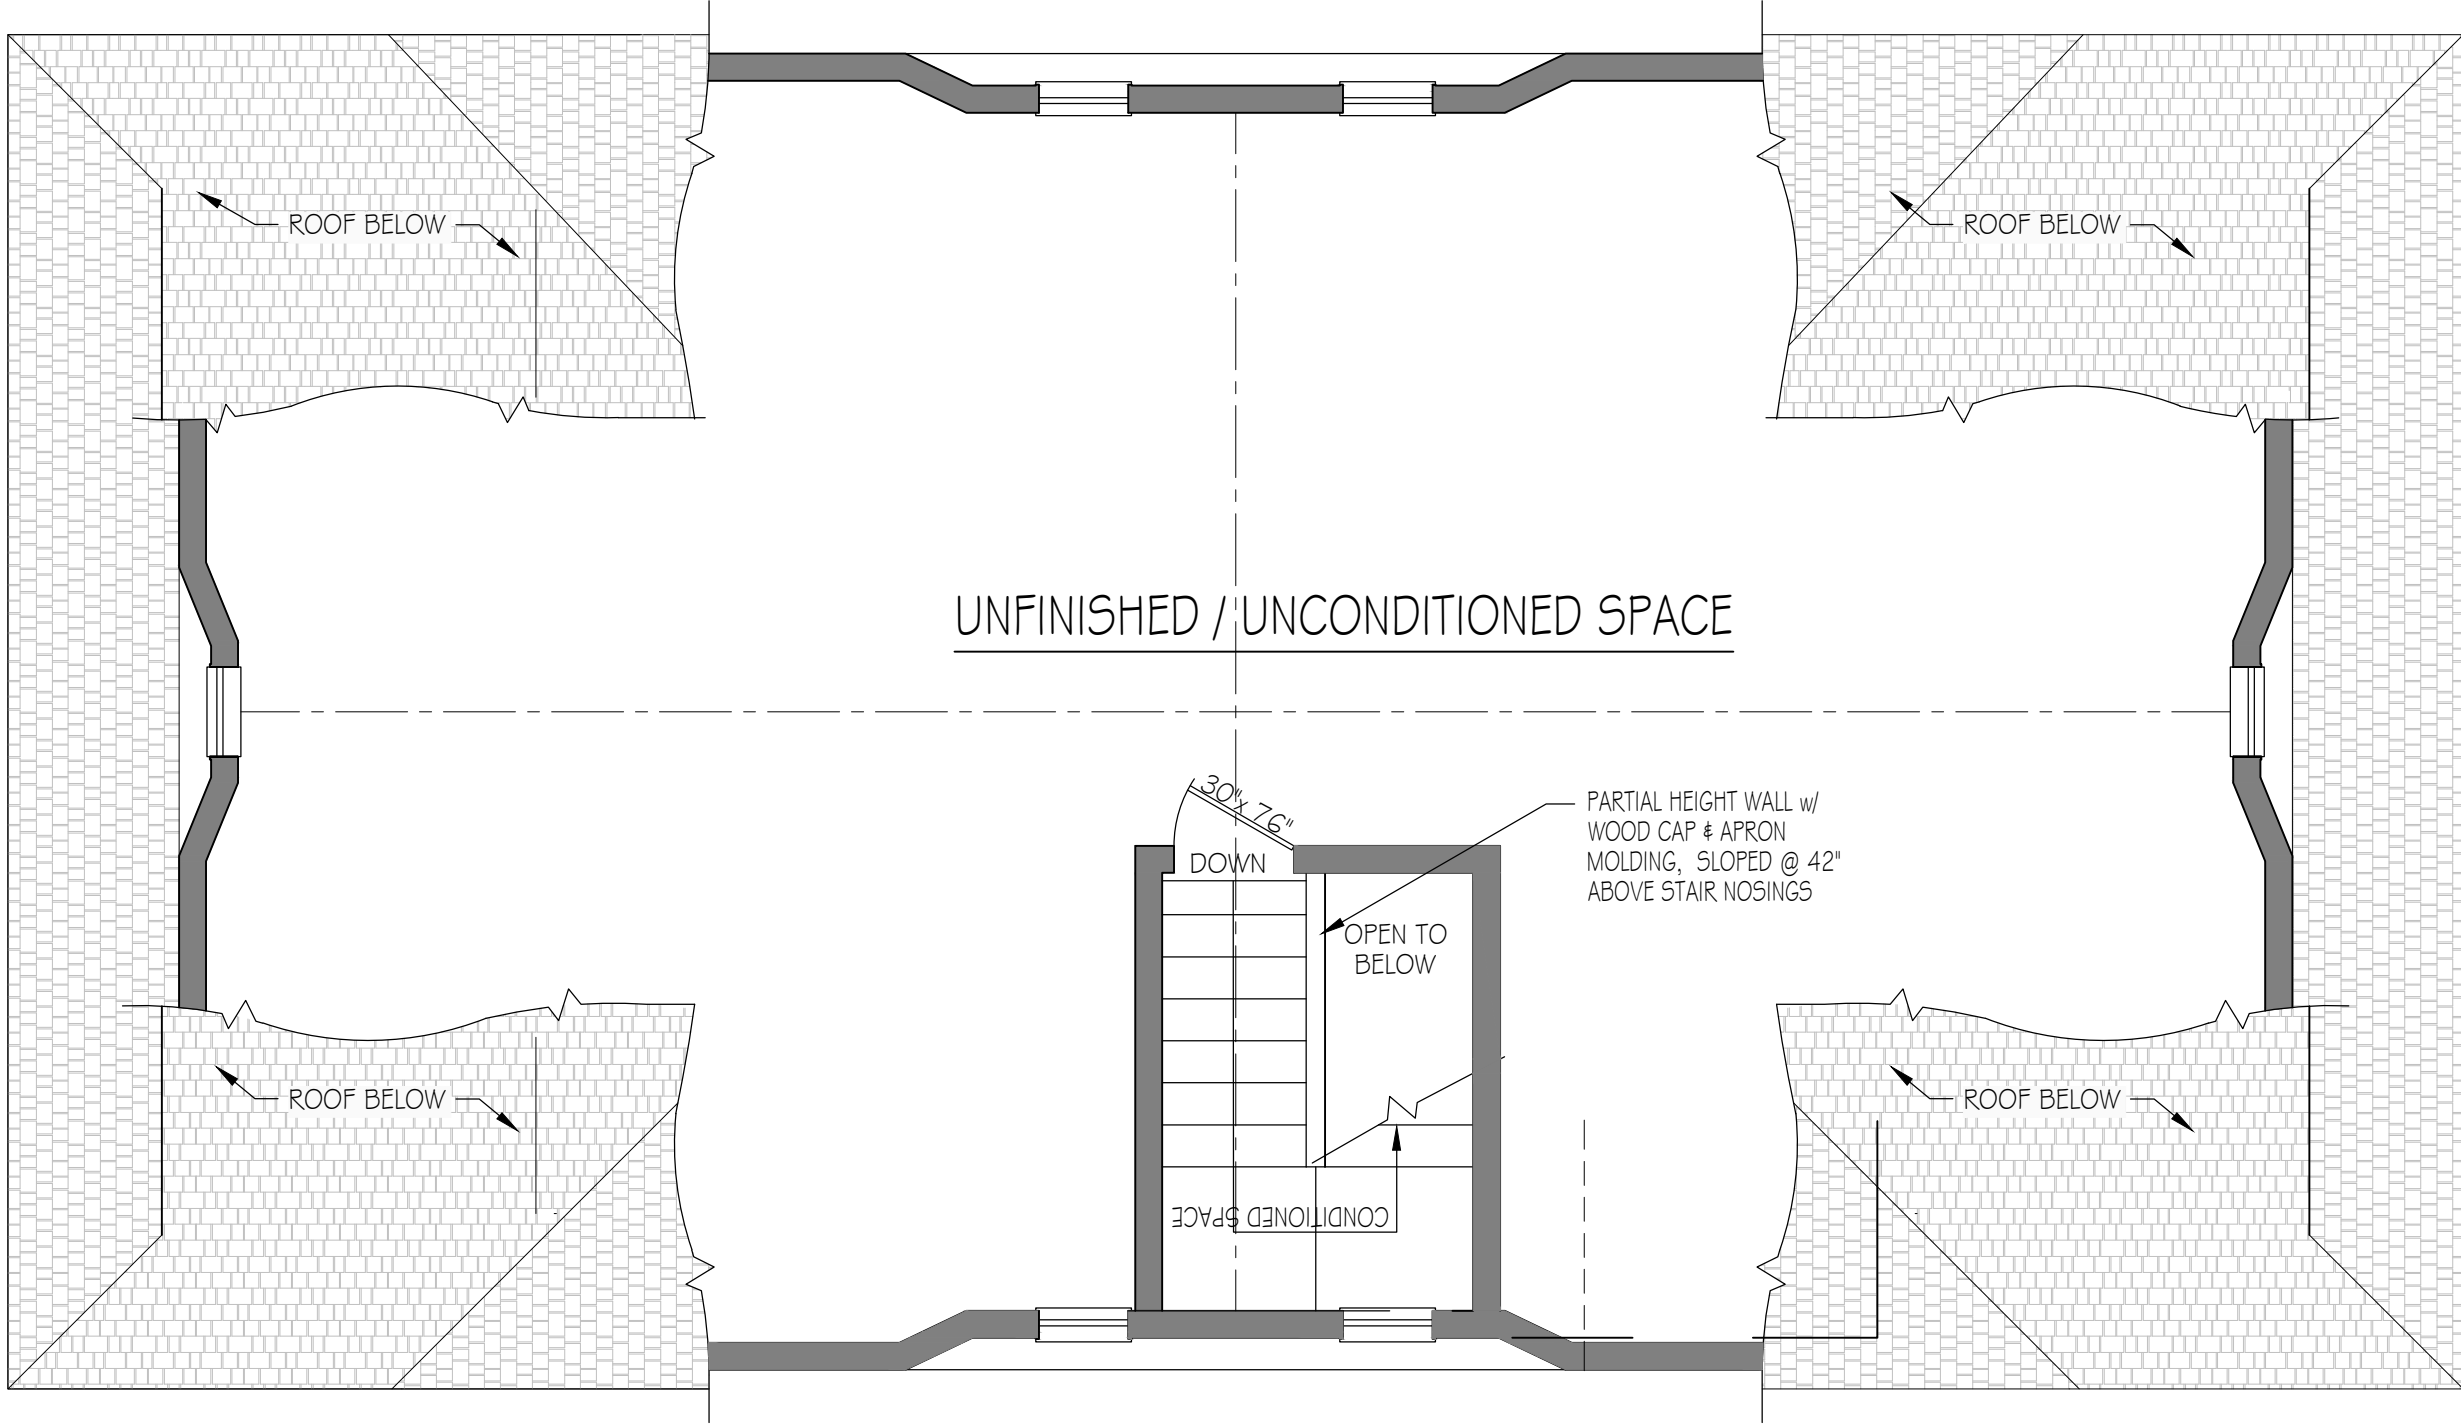 ROOF BELOW
ROOF BELOW
UNFINISHED / UNCONDITIONED SPACE
30"x 76"
DOWN
PARTIAL HEIGHT WALL w/
WOOD CAP & APRON
MOLDING, SLOPED @ 42"
ABOVE STAIR NOSINGS
OPEN TO
BELOW
ROOF BELOW
ROOF BELOW
CONDITIONED SPACE